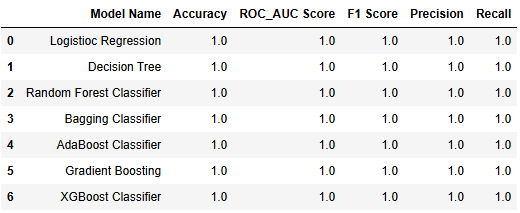 Model Name Accuracy ROC_AUC Score F1 Score Precision Recall
0 Logistioc Regression 1.0 1.0 1.0 1.0 1.0
1 Decision Tree 1.0 1.0 1.0 1.0 1.0
2 Random Forest Classifier 1.0 1.0 1.0 1.0 1.0
3 Bagging Classifier 1.0 1.0 1.0 1.0 1.0
4 AdaBoost Classifier 1.0 1.0 1.0 1.0 1.0
5 Gradient Boosting 1.0 1.0 1.0 1.0 1.0
6 XGBoost Classifier 1.0 1.0 1.0 1.0 1.0